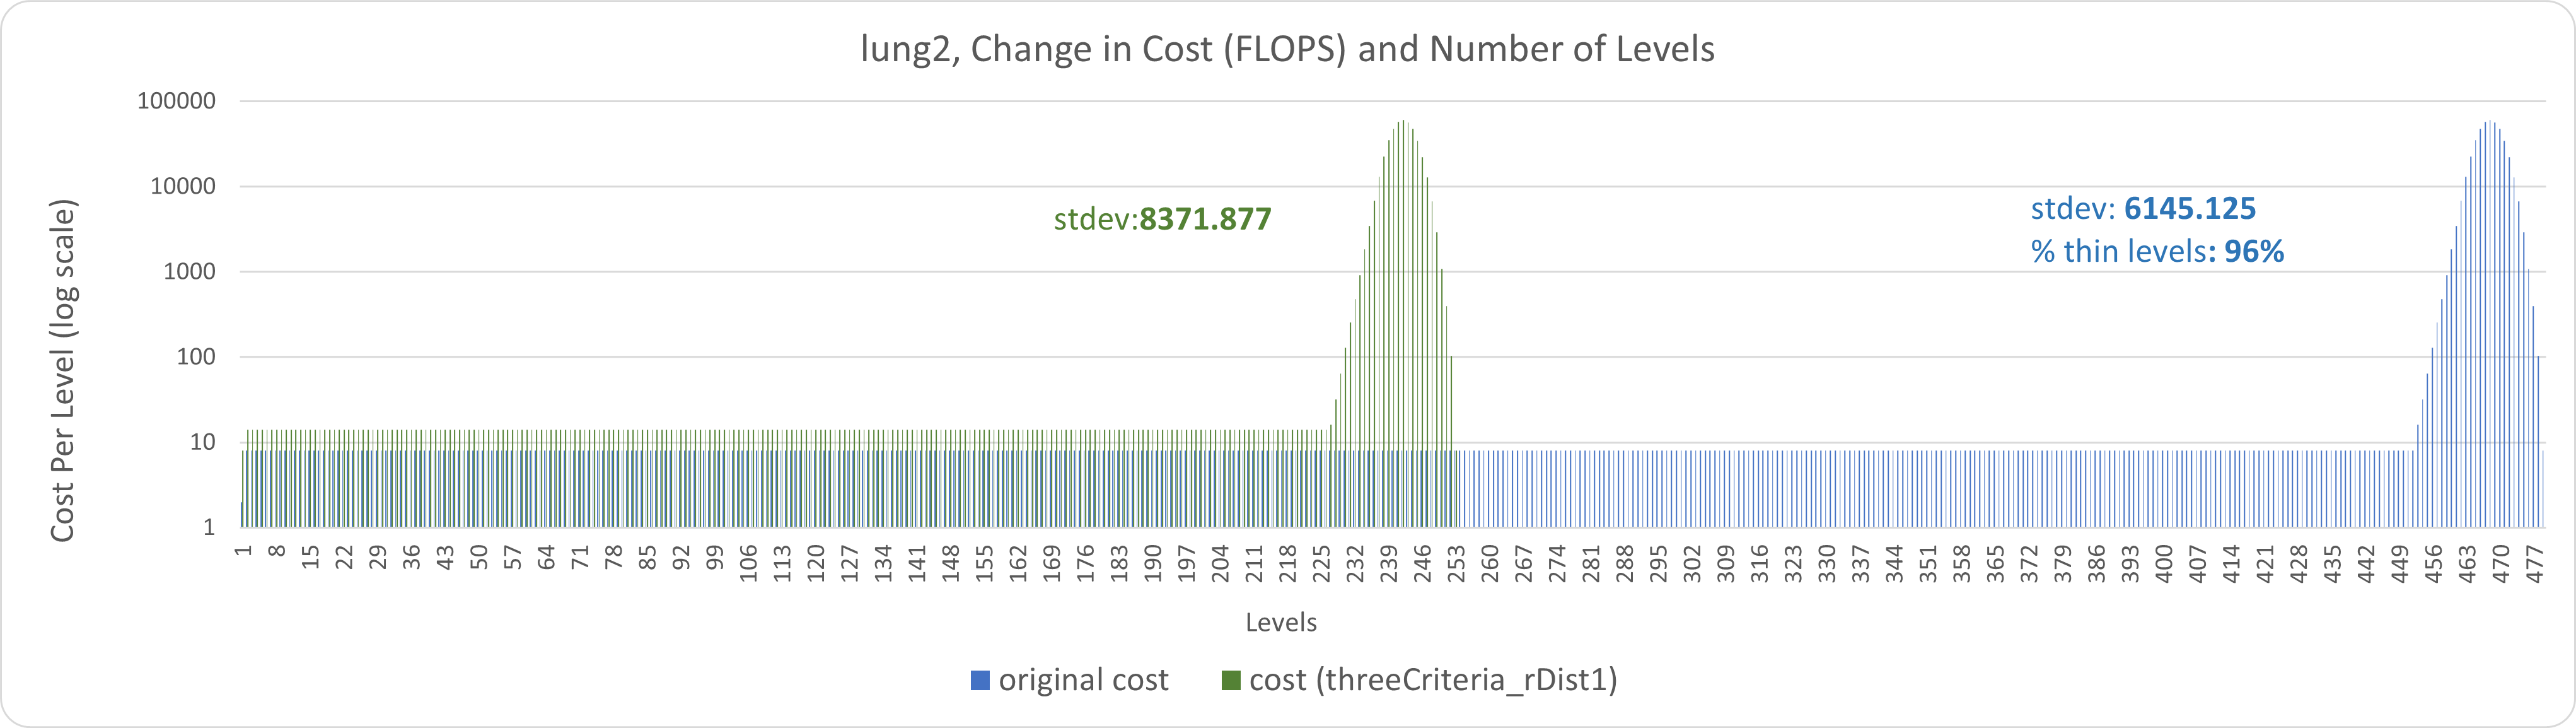 lung2, Change in Cost (FLOPS) and Number of Levels
Cost Per Level (log scale)
100000
10000
1000
100
10
1
stdev:8371.877
stdev: 6145.125
% thin levels: 96%
1 8 15 22 29 36 43 50 57 64 71 78 85 92 99 106 113 120 127 134 141 148 155 162 169 176 183 190 197 204 211 218 225 232 239 246 253 260 267 274 281 288 295 302 309 316 323 330 337 344 351 358 365 372 379 386 393 400 407 414 421 428 435 442 449 456 463 470 477
Levels
original cost
cost (threeCriteria_rDist1)